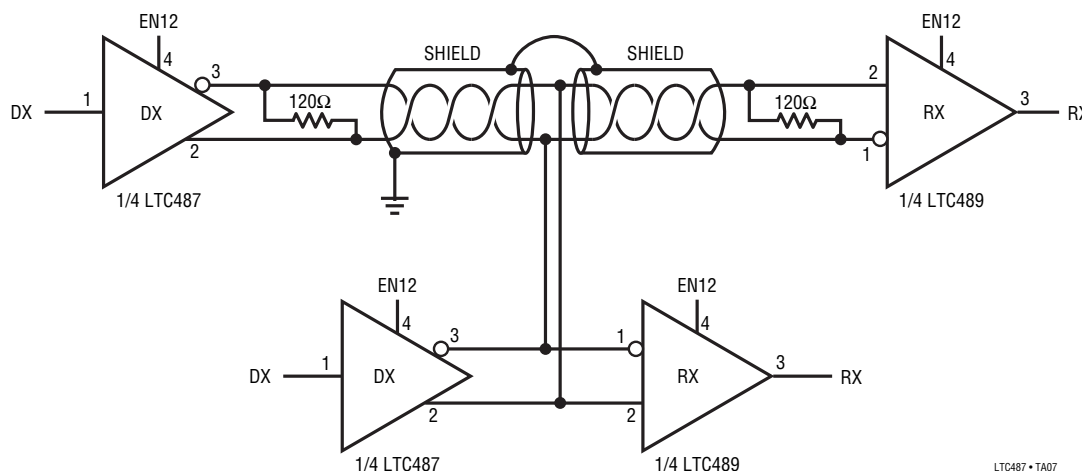 EN12
4
3
DX
1
DX
2
1/4 LTC487
120Ω
SHIELD
SHIELD
120Ω
EN12
4
2
RX
3
RX
1
1/4 LTC489
EN12
4
3
DX
1
DX
2
1/4 LTC487
EN12
4
1
RX
3
RX
2
1/4 LTC489
LTC487 • TA07